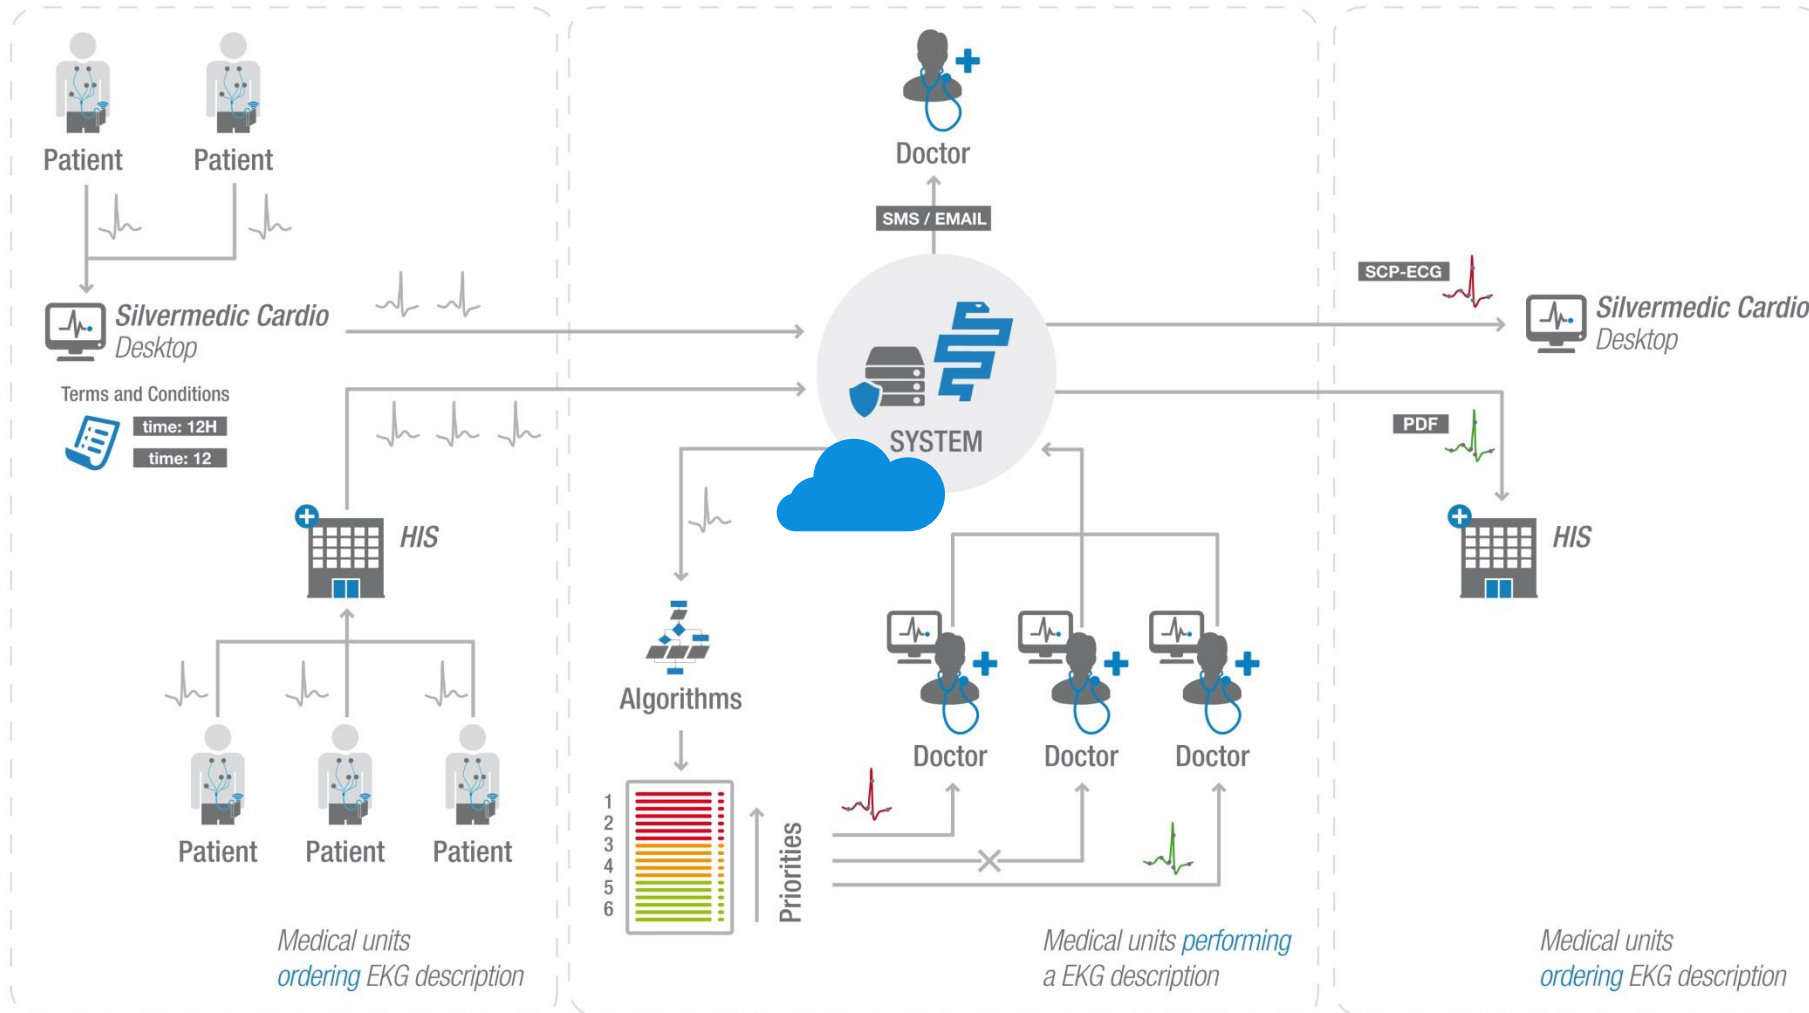 Patient
Patient
Silvermedic Cardio
Desktop
Terms and Conditions
time: 12H
time: 12
HIS
Patient
Patient
Patient
Medical units
ordering EKG description
Doctor
SMS / EMAIL
SYSTEM
Algorithms
1
2
3
4
5
6
Priorities
Doctor
Doctor
Doctor
Medical units performing
a EKG description
SCP-ECG
Silvermedic Cardio
Desktop
PDF
HIS
Medical units
ordering EKG description